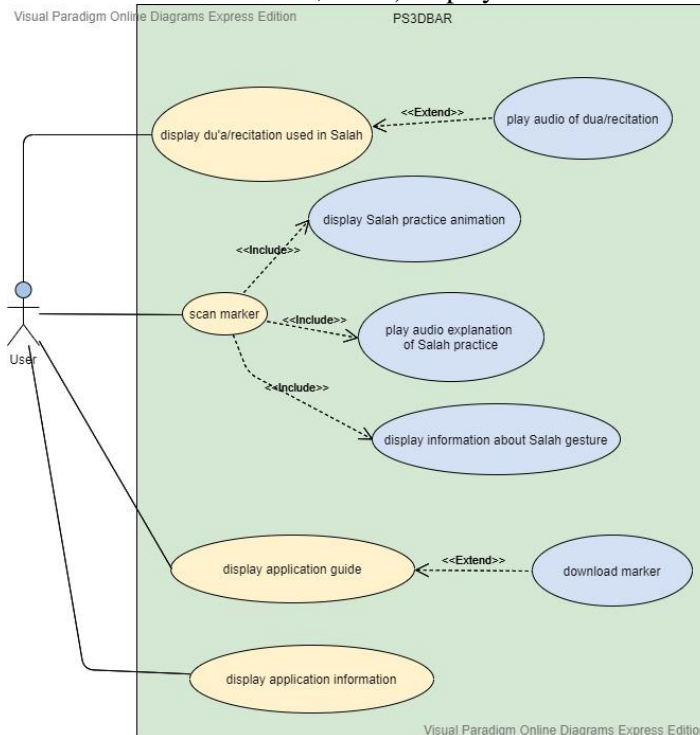 Visual Paradigm Online Diagrams Express Edition
PS3DBAR
<<Extend>>
display du'a/recitation used in Salah
play audio of dua/recitation
display Salah practice animation
<<Include>>
scan marker
<<Include>>
play audio explanation
of Salah practice
User
<<Include>>
display information about Salah gesture
<<Extend>>
display application guide
download marker
display application information
Visual Paradigm Online Diagrams Express Edition